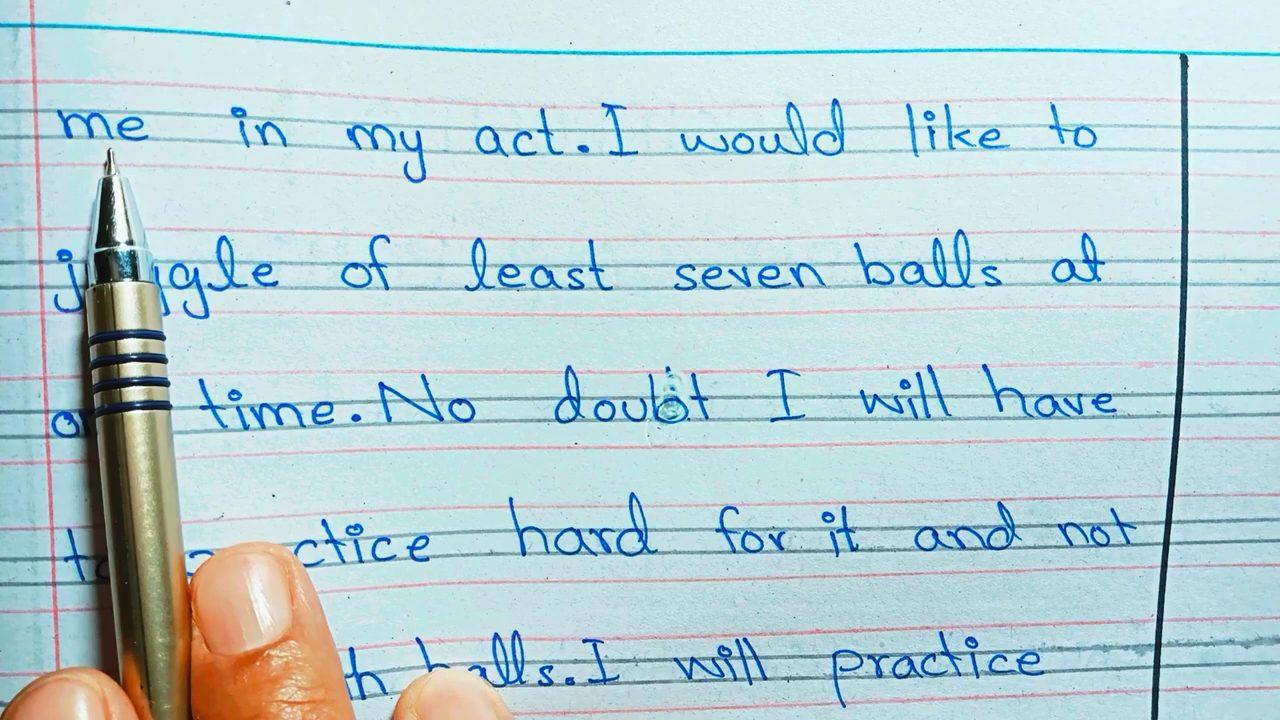 me in my act. I would like to
of least seven balls at
time. No doubt I will have
hard for it and not
balls. I will practice